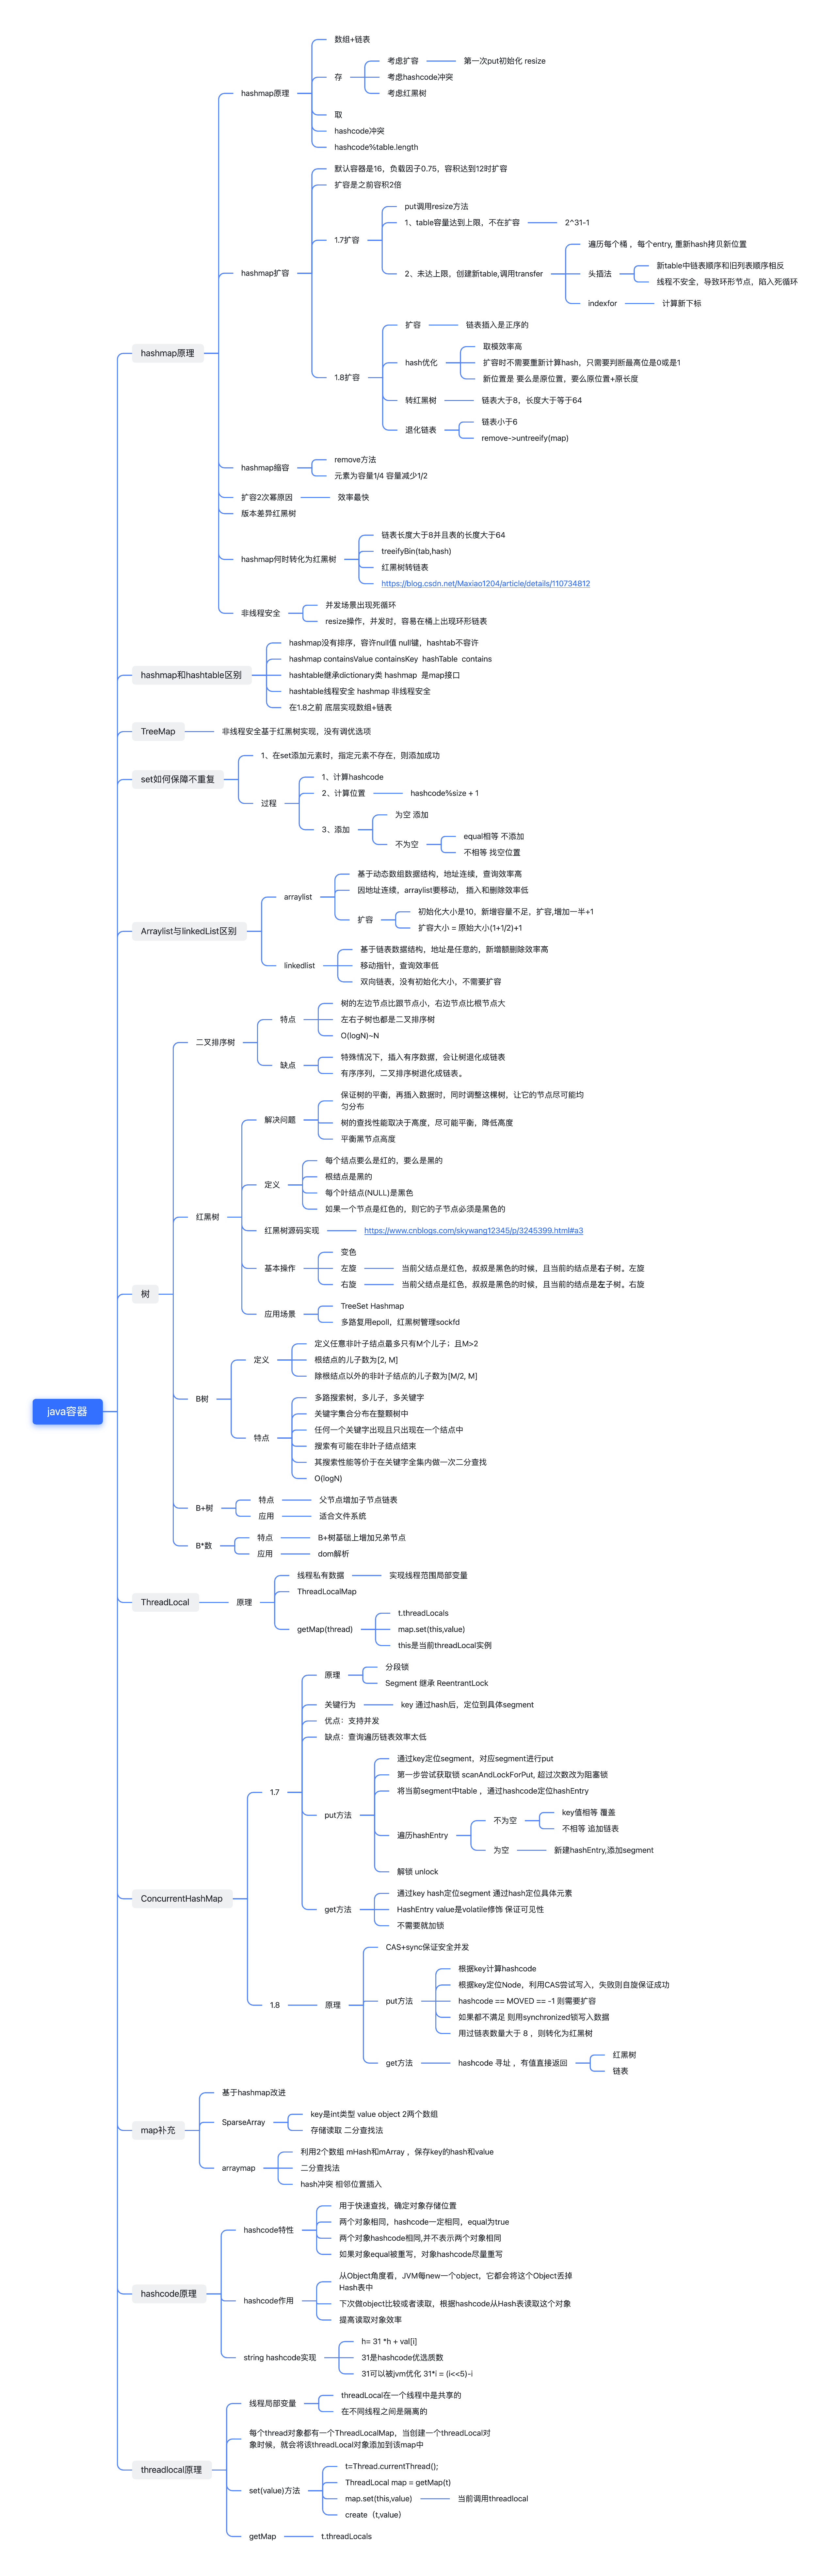 java容器
hashmap原理
hashmap原理
数组+链表
存
考虑扩容
第一次put初始化 resize
考虑hashcode冲突
考虑红黑树
取
hashcode冲突
hashcode%table.length
hashmap扩容
默认容器是16，负载因子0.75，容积达到12时扩容
扩容是之前容积2倍
1.7扩容
put调用resize方法
1、table容量达到上限，不在扩容
2^31-1
2、未达上限，创建新table,调用transfer
遍历每个桶 ，每个entry, 重新hash拷贝新位置
头插法
新table中链表顺序和旧列表顺序相反
线程不安全，导致环形节点，陷入死循环
indexfor
计算新下标
1.8扩容
扩容
链表插入是正序的
hash优化
取模效率高
扩容时不需要重新计算hash，只需要判断最高位是0或是1
新位置是 要么是原位置，要么原位置+原长度
转红黑树
链表大于8，长度大于等于64
退化链表
链表小于6
remove->untreeify(map)
hashmap缩容
remove方法
元素为容量1/4 容量减少1/2
扩容2次幂原因
效率最快
版本差异红黑树
hashmap何时转化为红黑树
链表长度大于8并且表的长度大于64
treeifyBin(tab,hash)
红黑树转链表
https://blog.csdn.net/Maxiao1204/article/details/110734812
非线程安全
并发场景出现死循环
resize操作，并发时，容易在桶上出现环形链表
hashmap和hashtable区别
hashmap没有排序，容许null值 null键，hashtab不容许
hashmap containsValue containsKey  hashTable  contains
hashtable继承dictionary类 hashmap  是map接口
hashtable线程安全 hashmap 非线程安全
在1.8之前 底层实现数组+链表
TreeMap
非线程安全基于红黑树实现，没有调优选项
set如何保障不重复
1、在set添加元素时，指定元素不存在，则添加成功
过程
1、计算hashcode
2、计算位置
hashcode%size + 1
3、添加
为空 添加
不为空
equal相等 不添加
不相等 找空位置
Arraylist与linkedList区别
arraylist
基于动态数组数据结构，地址连续，查询效率高
因地址连续，arraylist要移动， 插入和删除效率低
扩容
初始化大小是10，新增容量不足，扩容,增加一半+1
扩容大小 = 原始大小(1+1/2)+1
linkedlist
基于链表数据结构，地址是任意的，新增额删除效率高
移动指针，查询效率低
双向链表，没有初始化大小，不需要扩容
树
二叉排序树
特点
树的左边节点比跟节点小，右边节点比根节点大
左右子树也都是二叉排序树
O(logN)~N
缺点
特殊情况下，插入有序数据，会让树退化成链表
有序序列，二叉排序树退化成链表。
红黑树
解决问题
保证树的平衡，再插入数据时，同时调整这棵树，让它的节点尽可能均
匀分布
树的查找性能取决于高度，尽可能平衡，降低高度
平衡黑节点高度
定义
每个结点要么是红的，要么是黑的
根结点是黑的
每个叶结点(NULL)是黑色
如果一个节点是红色的，则它的子节点必须是黑色的
红黑树源码实现
https://www.cnblogs.com/skywang12345/p/3245399.html#a3
基本操作
变色
左旋
当前父结点是红色，叔叔是黑色的时候，且当前的结点是右子树。左旋
右旋
当前父结点是红色，叔叔是黑色的时候，且当前的结点是左子树。右旋
应用场景
TreeSet Hashmap
多路复用epoll，红黑树管理sockfd
B树
定义
定义任意非叶子结点最多只有M个儿子；且M>2
根结点的儿子数为[2, M]
除根结点以外的非叶子结点的儿子数为[M/2, M]
特点
多路搜索树，多儿子，多关键字
关键字集合分布在整颗树中
任何一个关键字出现且只出现在一个结点中
搜索有可能在非叶子结点结束
其搜索性能等价于在关键字全集内做一次二分查找
O(logN)
B+树
特点
父节点增加子节点链表
应用
适合文件系统
B*数
特点
B+树基础上增加兄弟节点
应用
dom解析
ThreadLocal
原理
线程私有数据
实现线程范围局部变量
ThreadLocalMap
getMap(thread)
t.threadLocals
map.set(this,value)
this是当前threadLocal实例
ConcurrentHashMap
1.7
原理
分段锁
Segment 继承 ReentrantLock
关键行为
key 通过hash后，定位到具体segment
优点：支持并发
缺点：查询遍历链表效率太低
put方法
通过key定位segment，对应segment进行put
第一步尝试获取锁 scanAndLockForPut, 超过次数改为阻塞锁
将当前segment中table ，通过hashcode定位hashEntry
遍历hashEntry
不为空
key值相等 覆盖
不相等 追加链表
为空
新建hashEntry,添加segment
解锁 unlock
get方法
通过key hash定位segment 通过hash定位具体元素
HashEntry value是volatile修饰 保证可见性
不需要就加锁
1.8
原理
CAS+sync保证安全并发
put方法
根据key计算hashcode
根据key定位Node，利用CAS尝试写入，失败则自旋保证成功
hashcode == MOVED == -1 则需要扩容
如果都不满足 则用synchronized锁写入数据
用过链表数量大于 8 ，则转化为红黑树
get方法
hashcode 寻址 ，有值直接返回
红黑树
链表
map补充
基于hashmap改进
SparseArray
key是int类型 value object 2两个数组
存储读取 二分查找法
arraymap
利用2个数组 mHash和mArray ，保存key的hash和value
二分查找法
hash冲突 相邻位置插入
hashcode原理
hashcode特性
用于快速查找，确定对象存储位置
两个对象相同，hashcode一定相同，equal为true
两个对象hashcode相同,并不表示两个对象相同
如果对象equal被重写，对象hashcode尽量重写
hashcode作用
从Object角度看，JVM每new一个object，它都会将这个Object丢掉
Hash表中
下次做object比较或者读取，根据hashcode从Hash表读取这个对象
提高读取对象效率
string hashcode实现
h= 31 *h + val[i]
31是hashcode优选质数
31可以被jvm优化 31*i = (i<<5)-i
threadlocal原理
线程局部变量
threadLocal在一个线程中是共享的
在不同线程之间是隔离的
每个thread对象都有一个ThreadLocalMap，当创建一个threadLocal对
象时候，就会将该threadLocal对象添加到该map中
set(value)方法
t=Thread.currentThread();
ThreadLocal map = getMap(t)
map.set(this,value)
当前调用threadlocal
create（t,value）
getMap
t.threadLocals